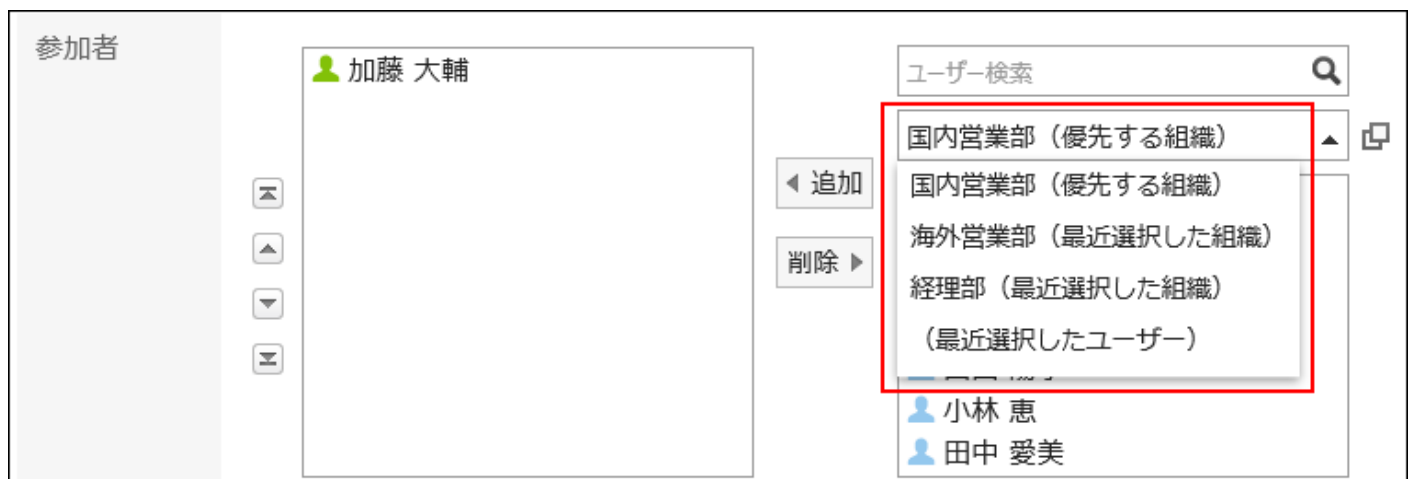 参加者
加藤 大輔
追加
削除
ユーザー検索
国内営業部（優先する組織）
国内営業部（優先する組織）
海外営業部（最近選択した組織）
経理部（最近選択した組織）
（最近選択したユーザー）
小林 恵
田中 愛美